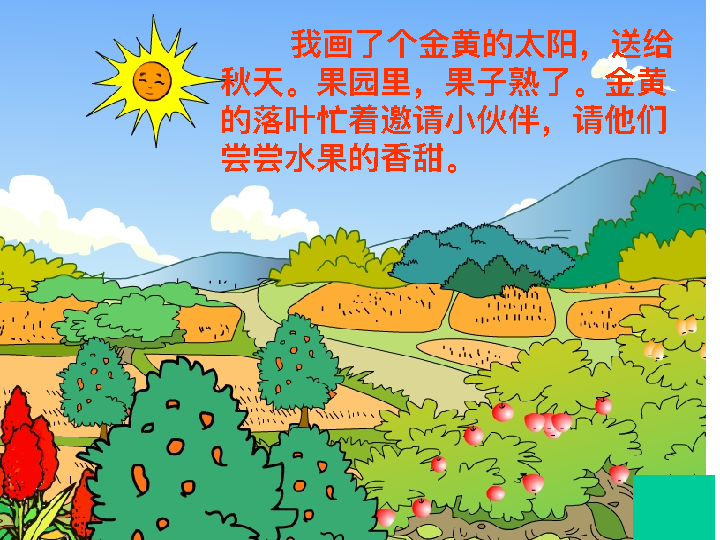 我画了个金黄的太阳，送给
秋天。果园里，果子熟了。金黄
的落叶忙着邀请小伙伴，请他们
尝尝水果的香甜。